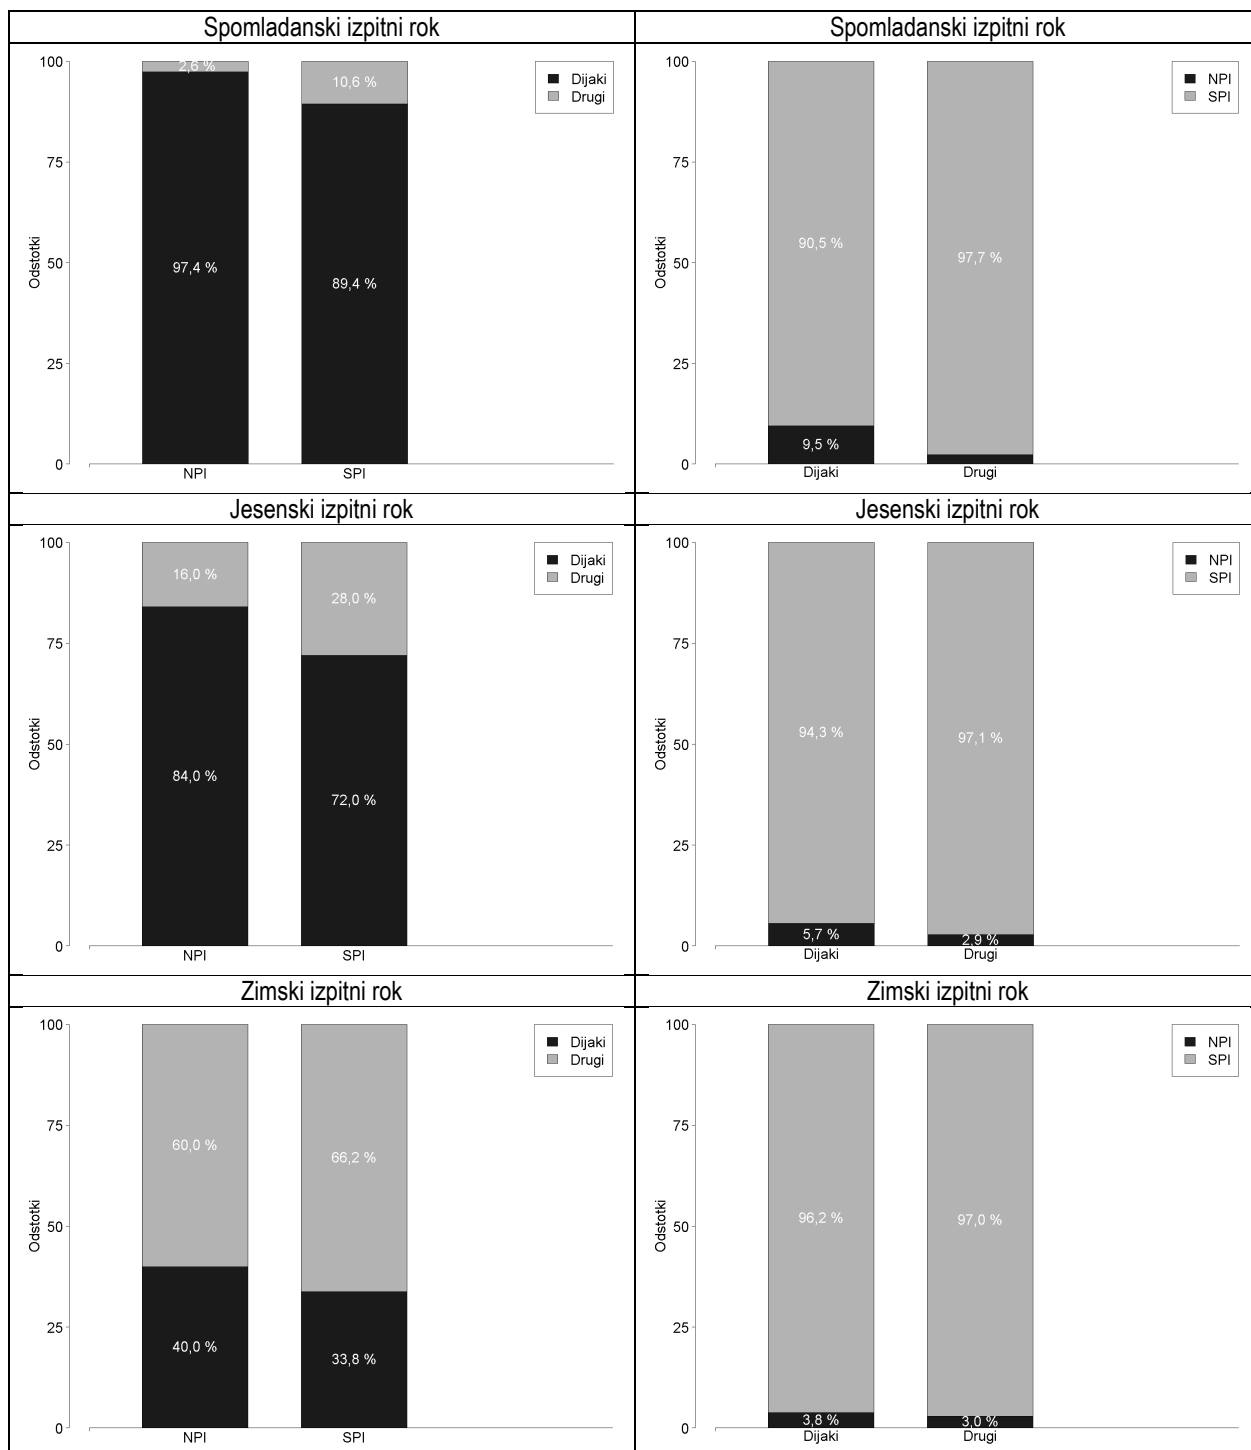 Spomladanski izpitni rok
100
75
50
25
0
Odstotki
2,6 %
97,4 %
10,6 %
89,4 %
NPI
SPI
Dijaki
Drugi
Spomladanski izpitni rok
100
75
50
25
0
Odstotki
90,5 %
9,5 %
97,7 %
Dijaki
Drugi
NPI
SPI
Jesenski izpitni rok
100
75
50
25
0
Odstotki
16,0 %
84,0 %
28,0 %
72,0 %
NPI
SPI
Dijaki
Drugi
Jesenski izpitni rok
100
75
50
25
0
Odstotki
94,3 %
5,7 %
97,1 %
2,9 %
Dijaki
Drugi
NPI
SPI
Zimski izpitni rok
100
75
50
25
0
Odstotki
60,0 %
40,0 %
66,2 %
33,8 %
NPI
SPI
Dijaki
Drugi
Zimski izpitni rok
100
75
50
25
0
Odstotki
96,2 %
3,8 %
97,0 %
3,0 %
Dijaki
Drugi
NPI
SPI